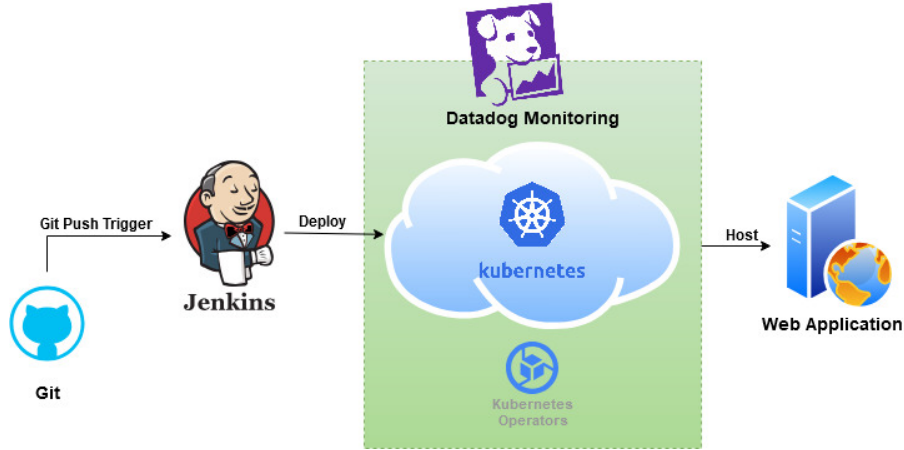 Datadog Monitoring
Git Push Trigger
Deploy
Host
kubernetes
Jenkins
Web Application
Git
Kubernetes
Operators